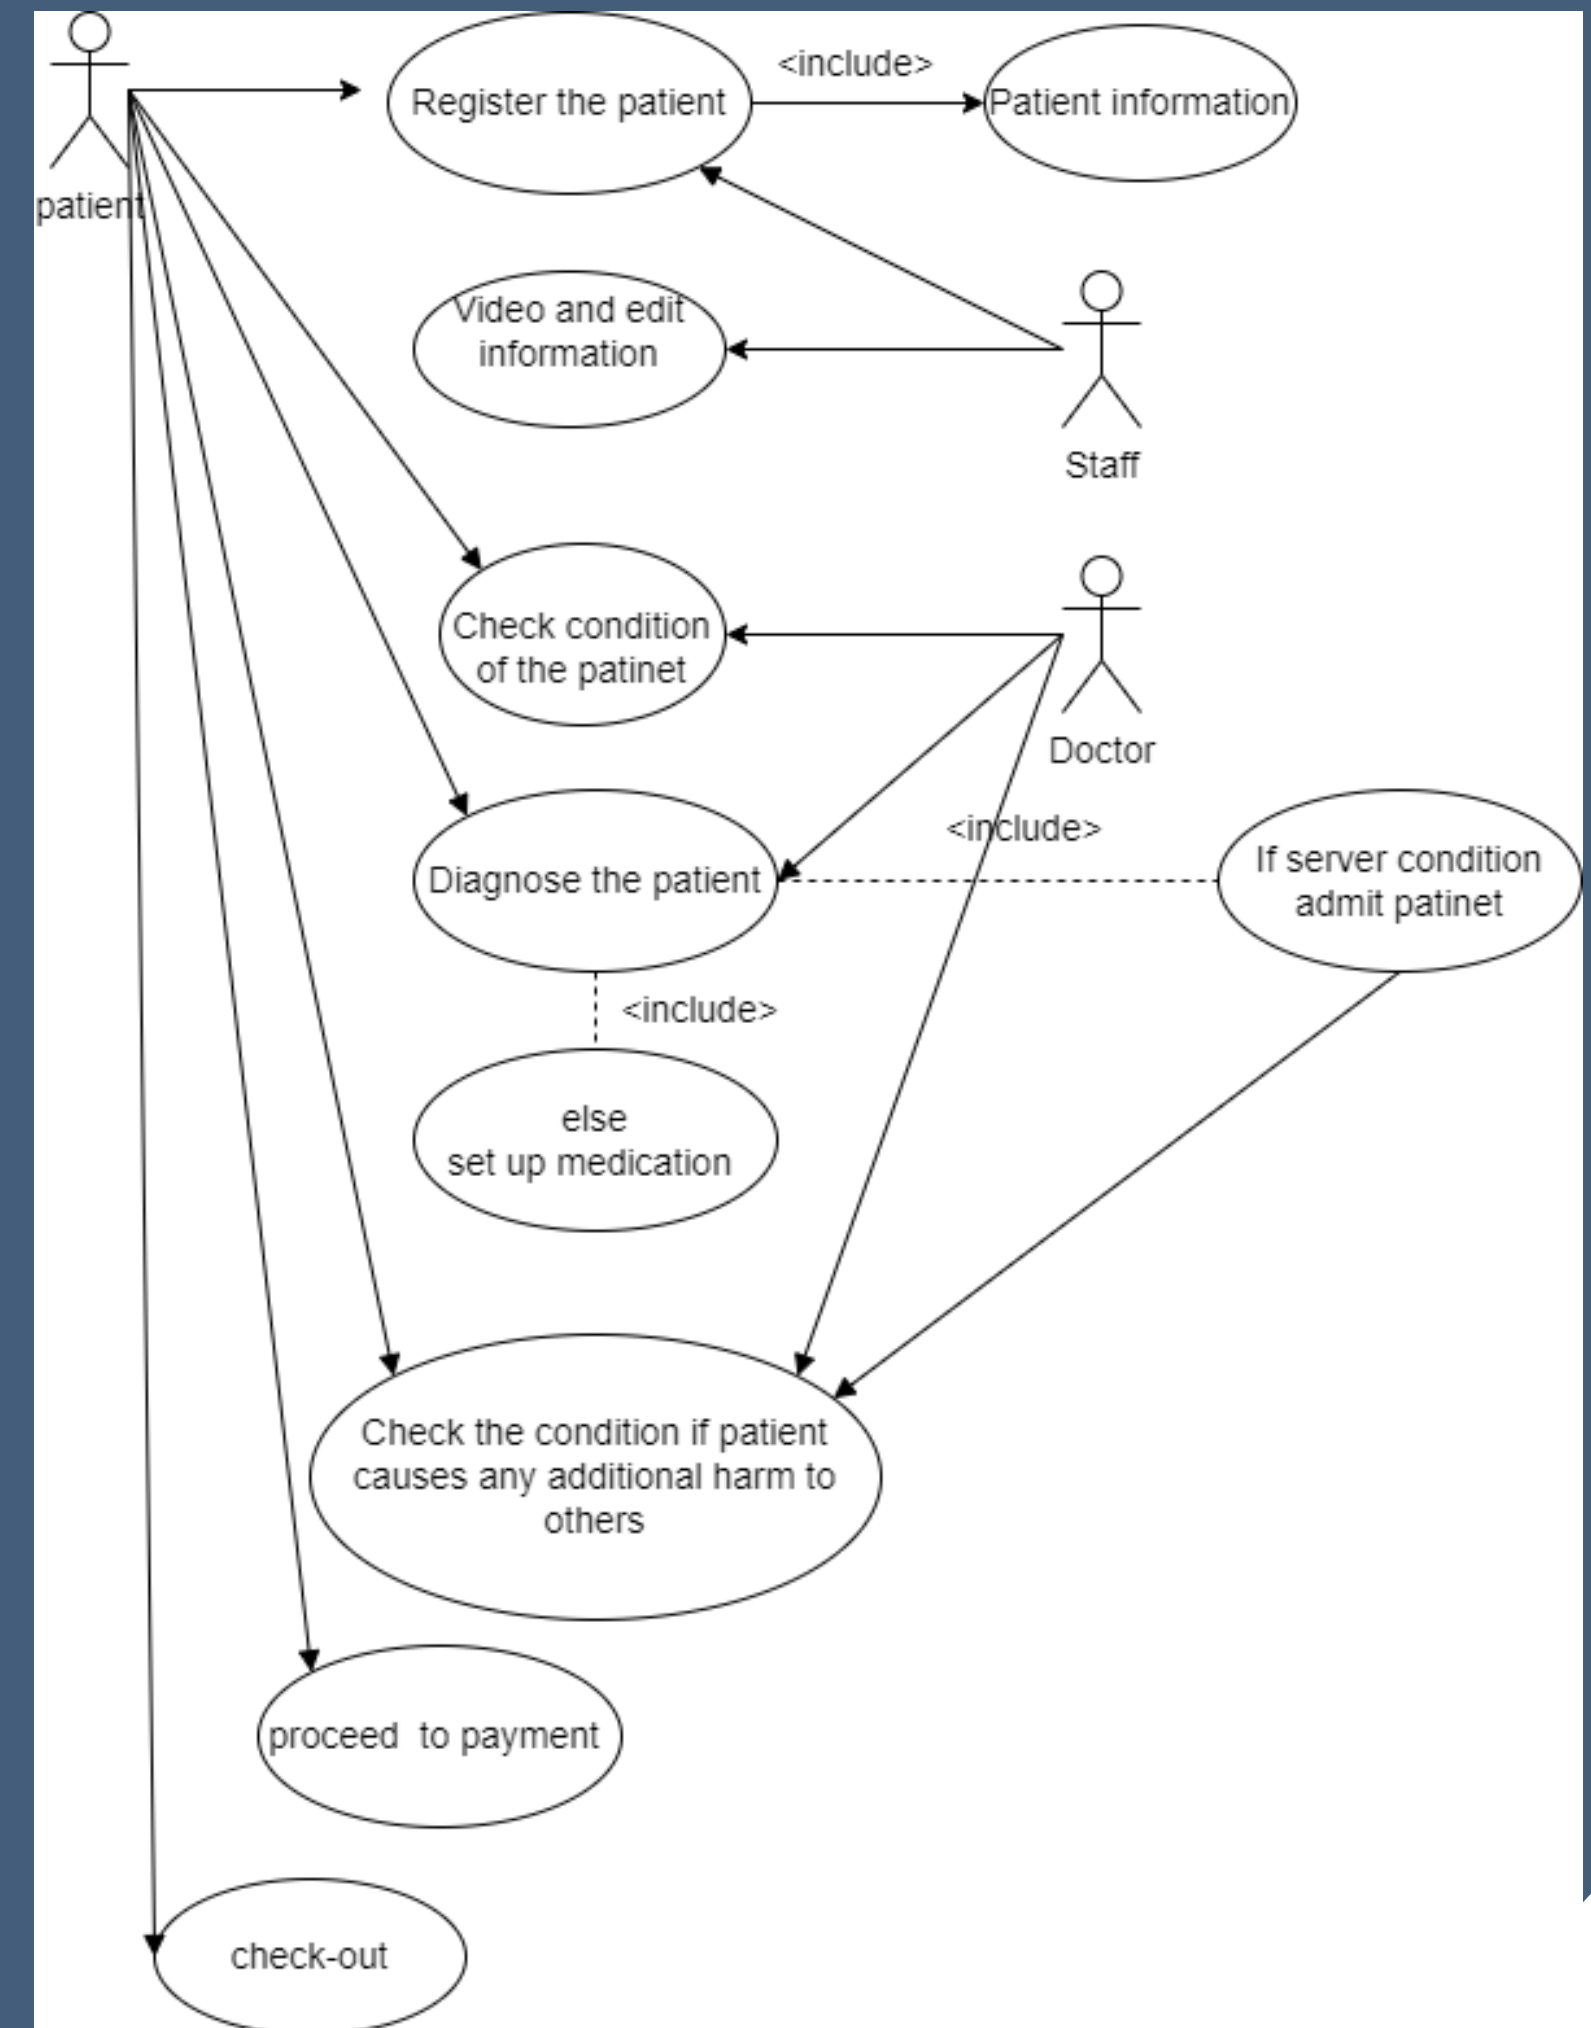 <include>
Register the patient
Patient information
patient
Video and edit
information
Staff
Check condition
of the patinet
Doctor
<include>
If server condition
admit patinet
Diagnose the patient
<include>
else
set up medication
Check the condition if patient
causes any additional harm to
others
proceed  to payment
check-out